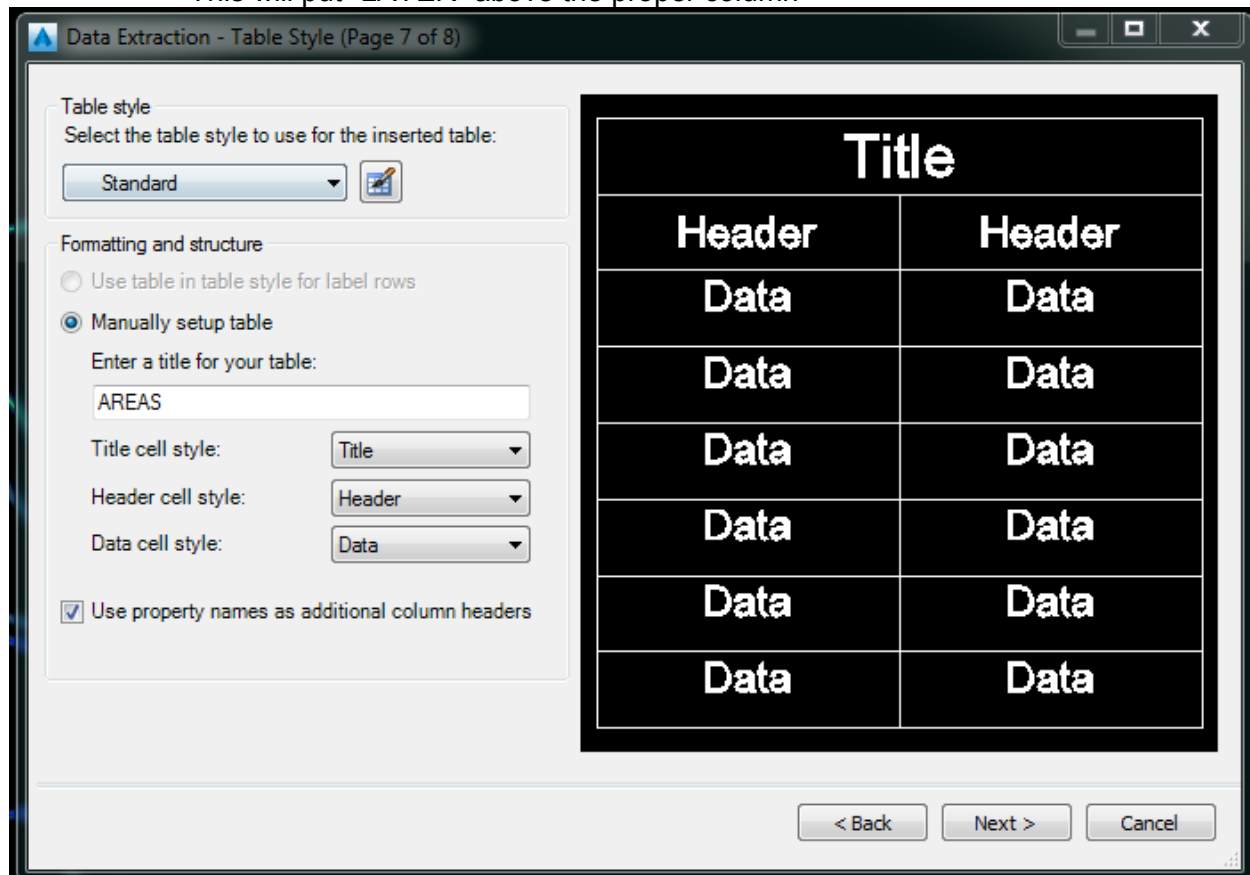 Data Extraction - Table Style (Page 7 of 8)
Table style
Select the table style to use for the inserted table:
Standard
Formatting and structure
Use table in table style for label rows
Manually setup table
Enter a title for your table:
AREAS
Title cell style: Title
Header cell style: Header
Data cell style: Data
Use property names as additional column headers
Title
Header Header
Data Data
Data Data
Data Data
Data Data
Data Data
Data Data
< Back Next > Cancel